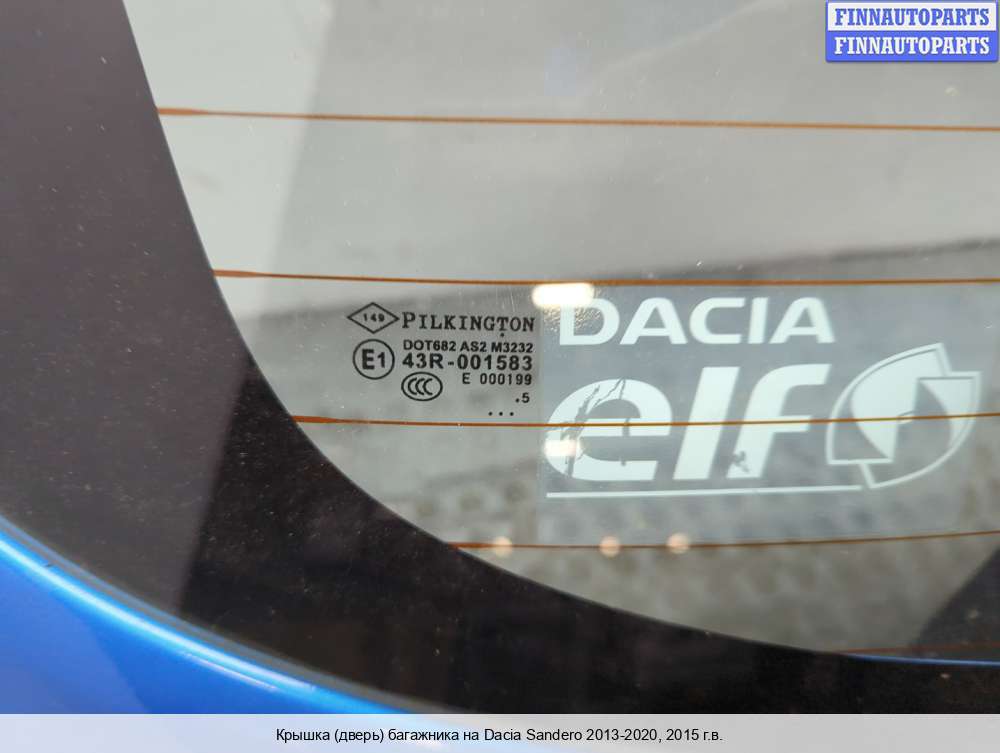 FINNAUTOPARTS
FINNAUTOPARTS
149 PILKINGTON
DOT682 AS2 M3232
E1 43R-001583
CCC E 000199
.5
...
DACIA
elf
Крышка (дверь) багажника на Dacia Sandero 2013-2020, 2015 г.в.